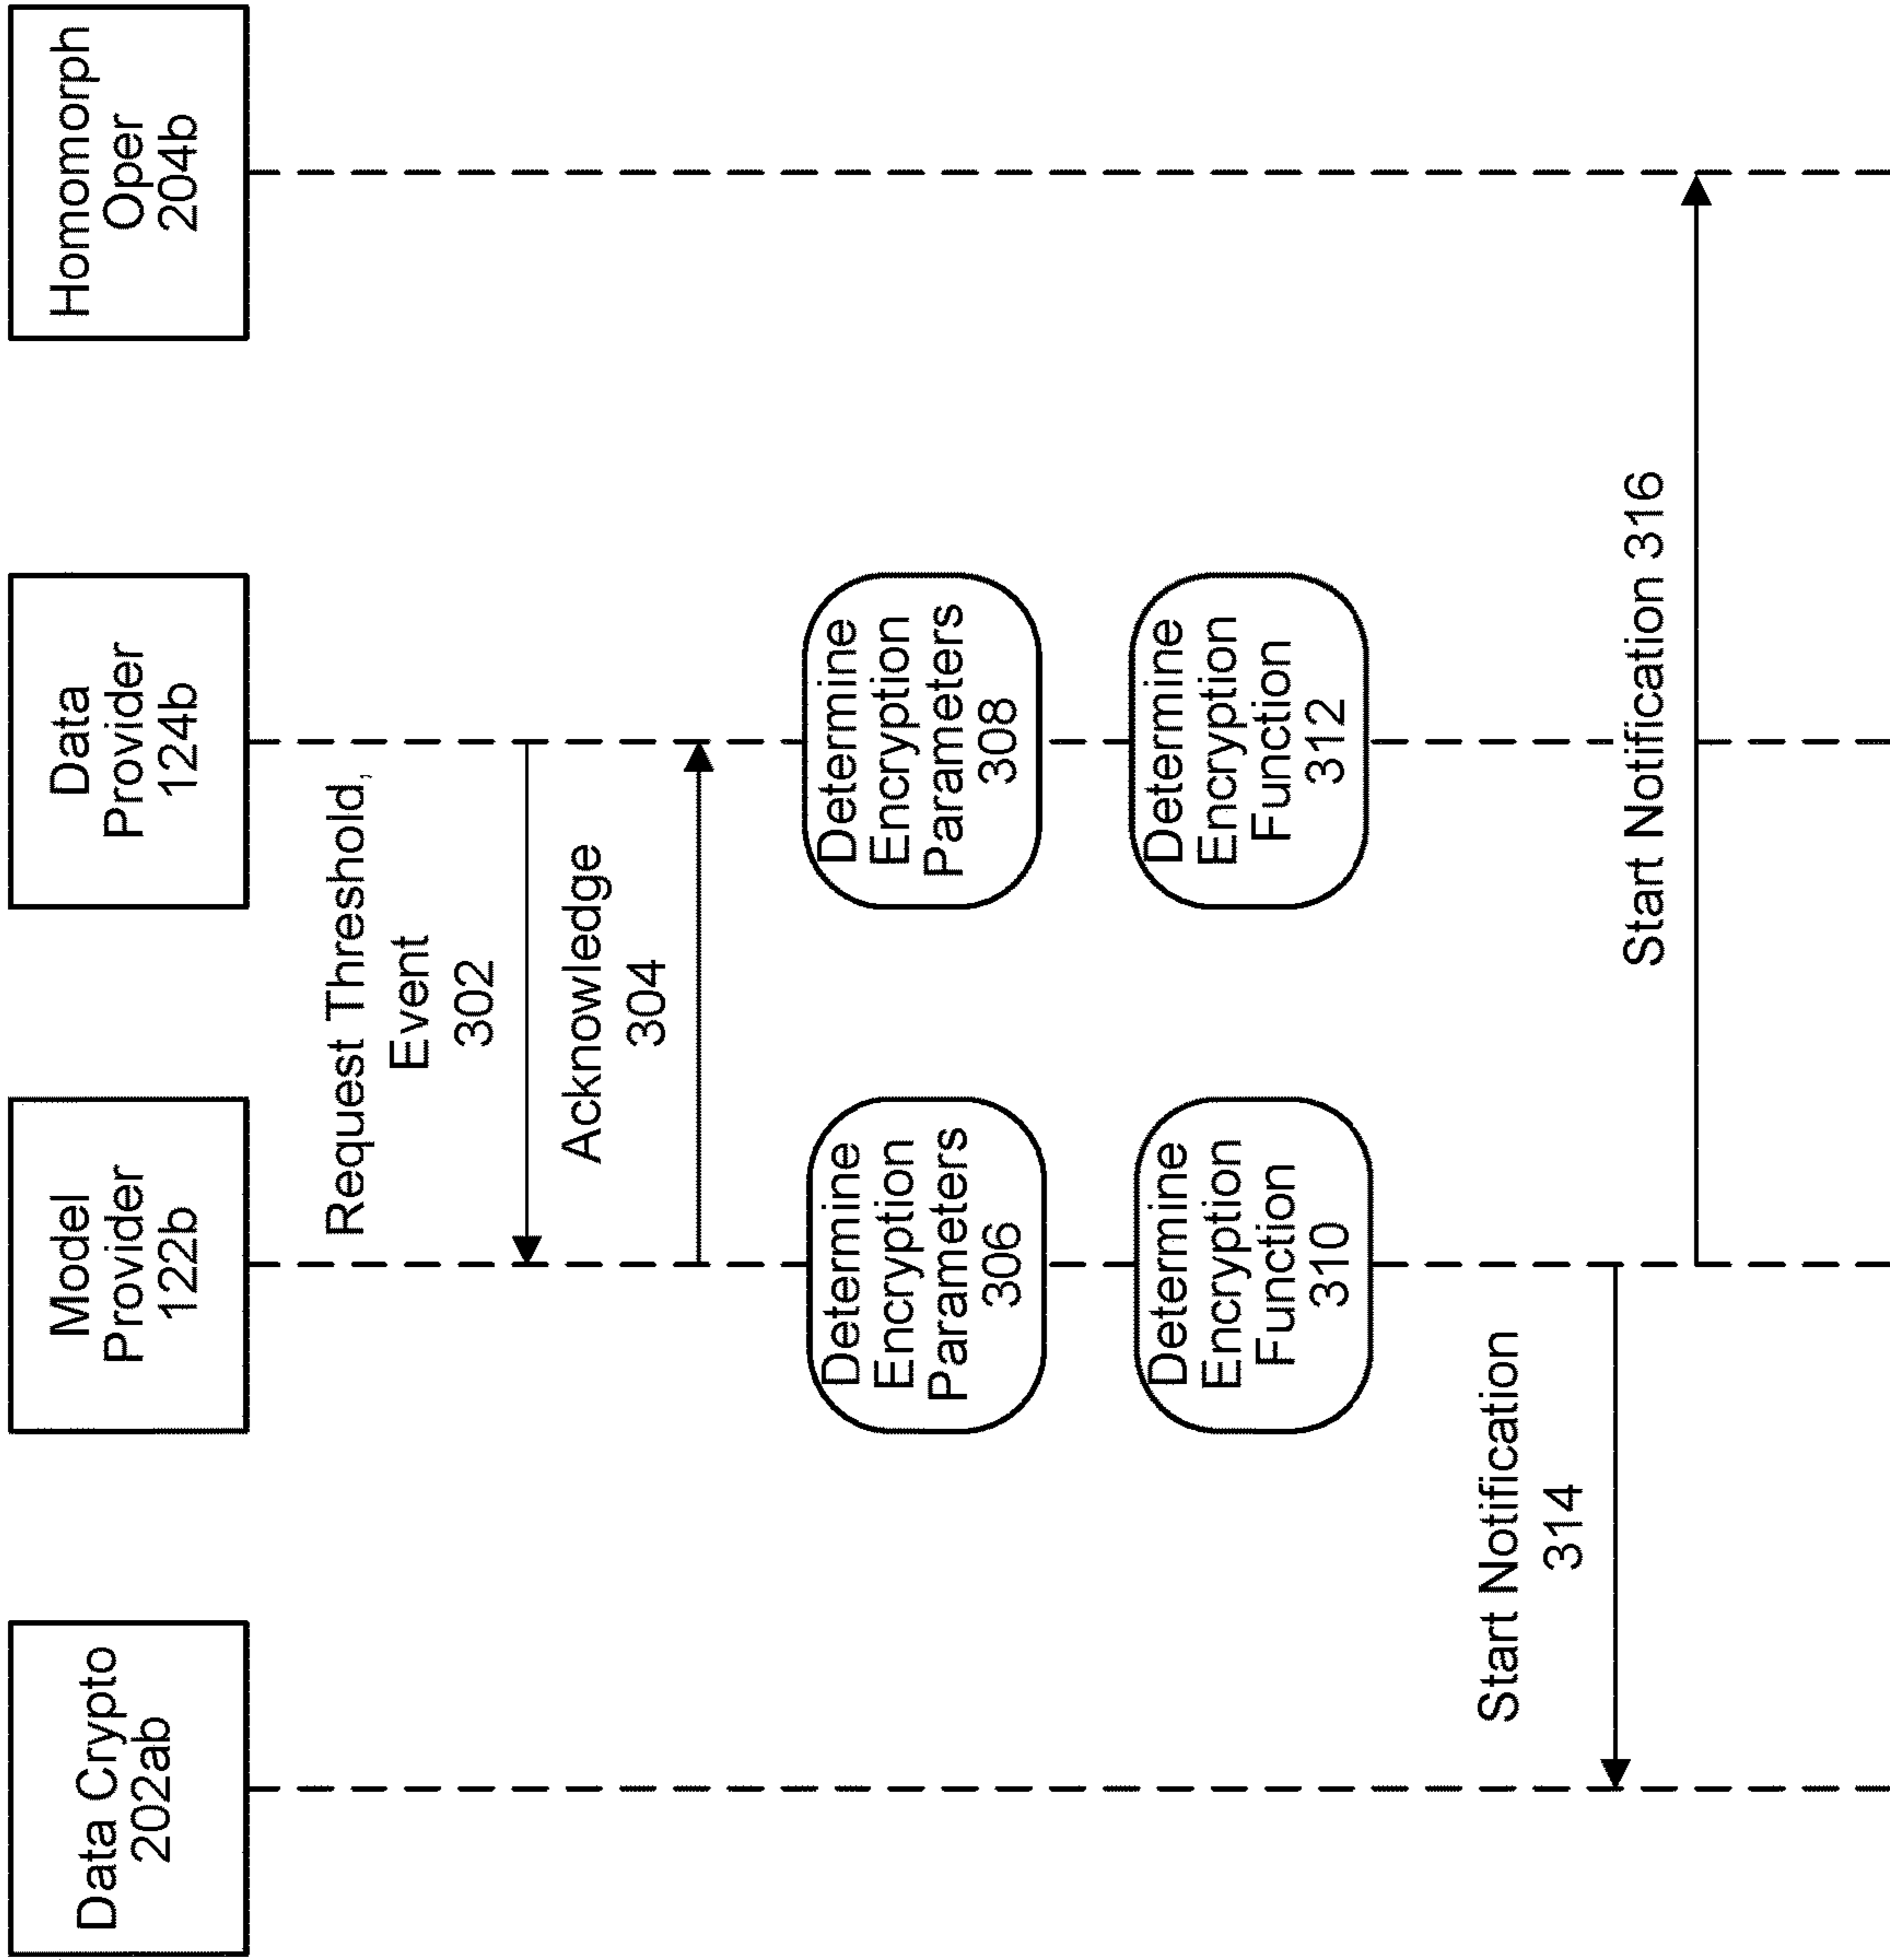 Data Crypto
202ab
Model
Provider
122b
Data
Provider
124b
Homomorph
Oper
204b
Request Threshold,
Event
302
Acknowledge
304
Determine
Encryption
Parameters
306
Determine
Encryption
Parameters
308
Determine
Encryption
Function
310
Determine
Encryption
Function
312
Start Notification
314
Start Notification 316